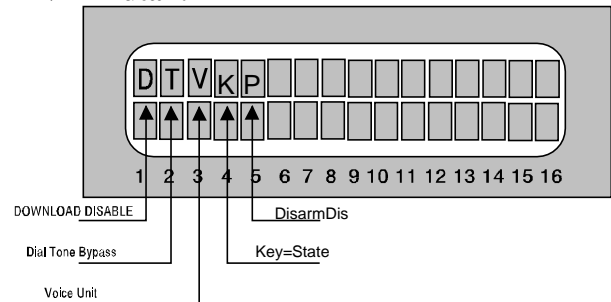 D T V K P
1 2 3 4 5 6 7 8 9 10 11 12 13 14 15 16
DOWNLOAD DISABLE
DisarmDis
Dial Tone Bypass
Key=State
Voice Unit